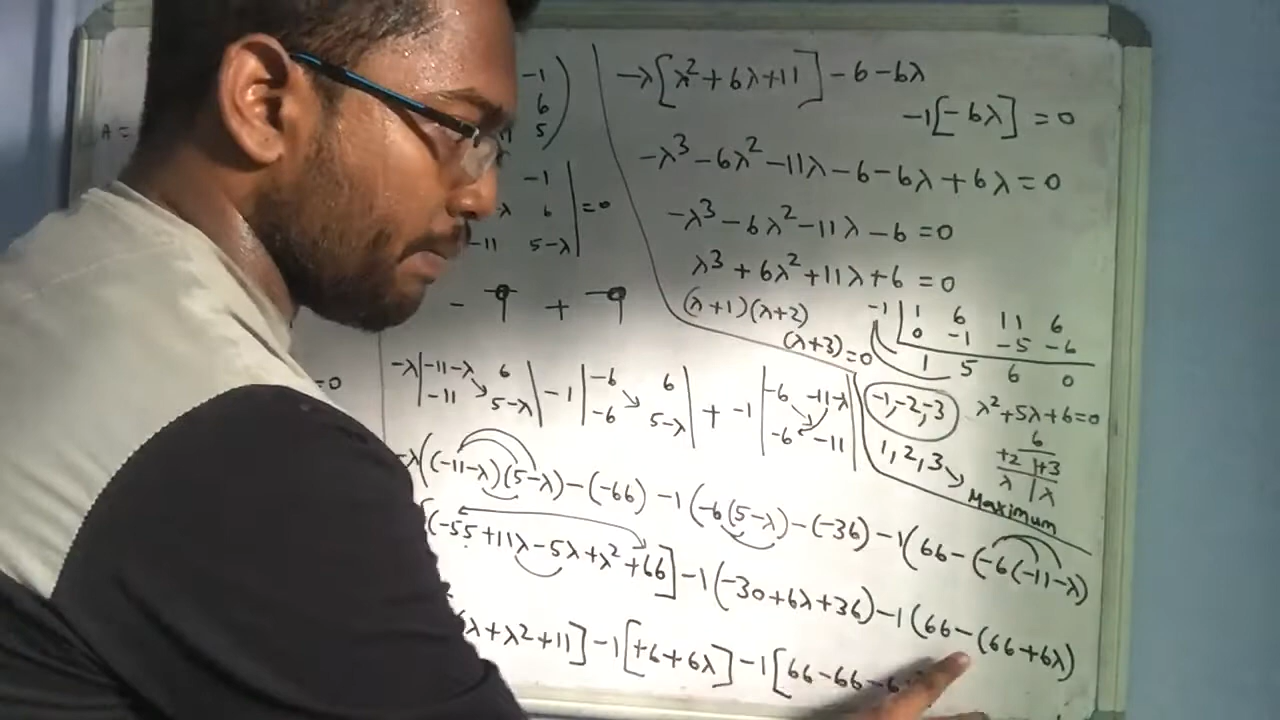 A =
-1
6
5
-1
6
=0
-11 5-λ
- +
=0
-λ|-11-λ 6 -11 5-λ| -1|-6 6 -6 5-λ| + -1|-6 -11-λ -6 -11|
-λ((-11-λ)(5-λ)-(-66) -1(-6(5-λ)-(-36) -1(66-(-6(-11-λ))
(-55+11λ-5λ+λ²+66] -1(-30+6λ+36) -1(66-(66+6λ)
λ+λ²+11] -1[+6+6λ] -1[66-66-6
-λ[λ²+6λ+11] -6-6λ
-1[-6λ] = 0
-λ³-6λ²-11λ-6-6λ+6λ=0
-λ³-6λ²-11λ-6=0
λ³+6λ²+11λ+6=0
(λ+1)(λ+2)
(λ+3)=0
-1| 1 6 11 6
0 -1 -5 -6
1 5 6 0
-1,-2,-3
λ²+5λ+6=0
1,2,3 → Maximum
6
+2 | +3
λ | λ